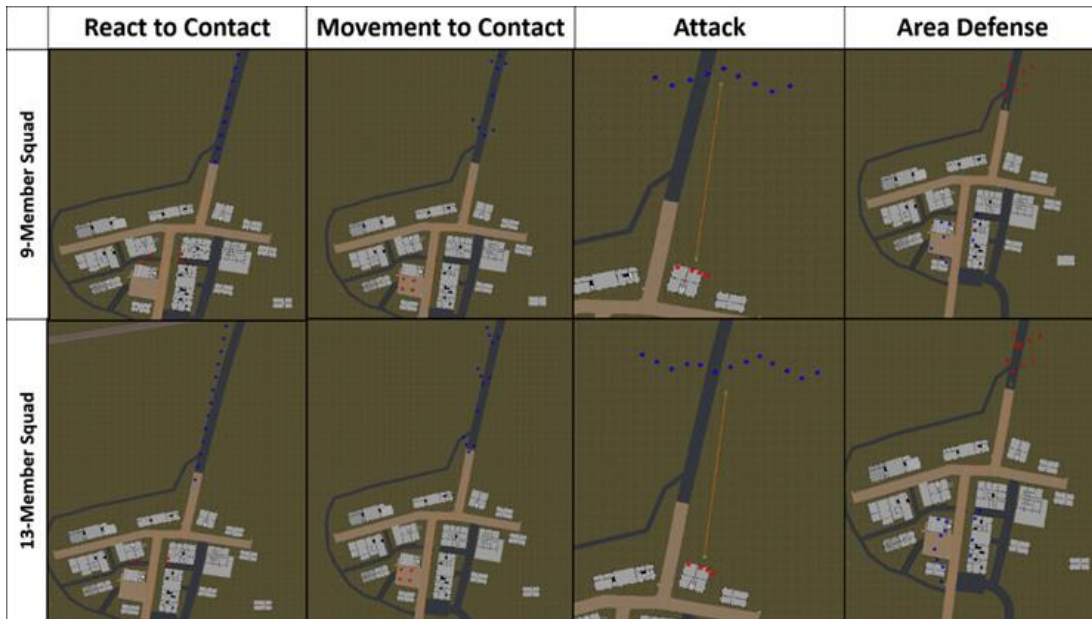 React to Contact
Movement to Contact
Attack
Area Defense
9-Member Squad
13-Member Squad